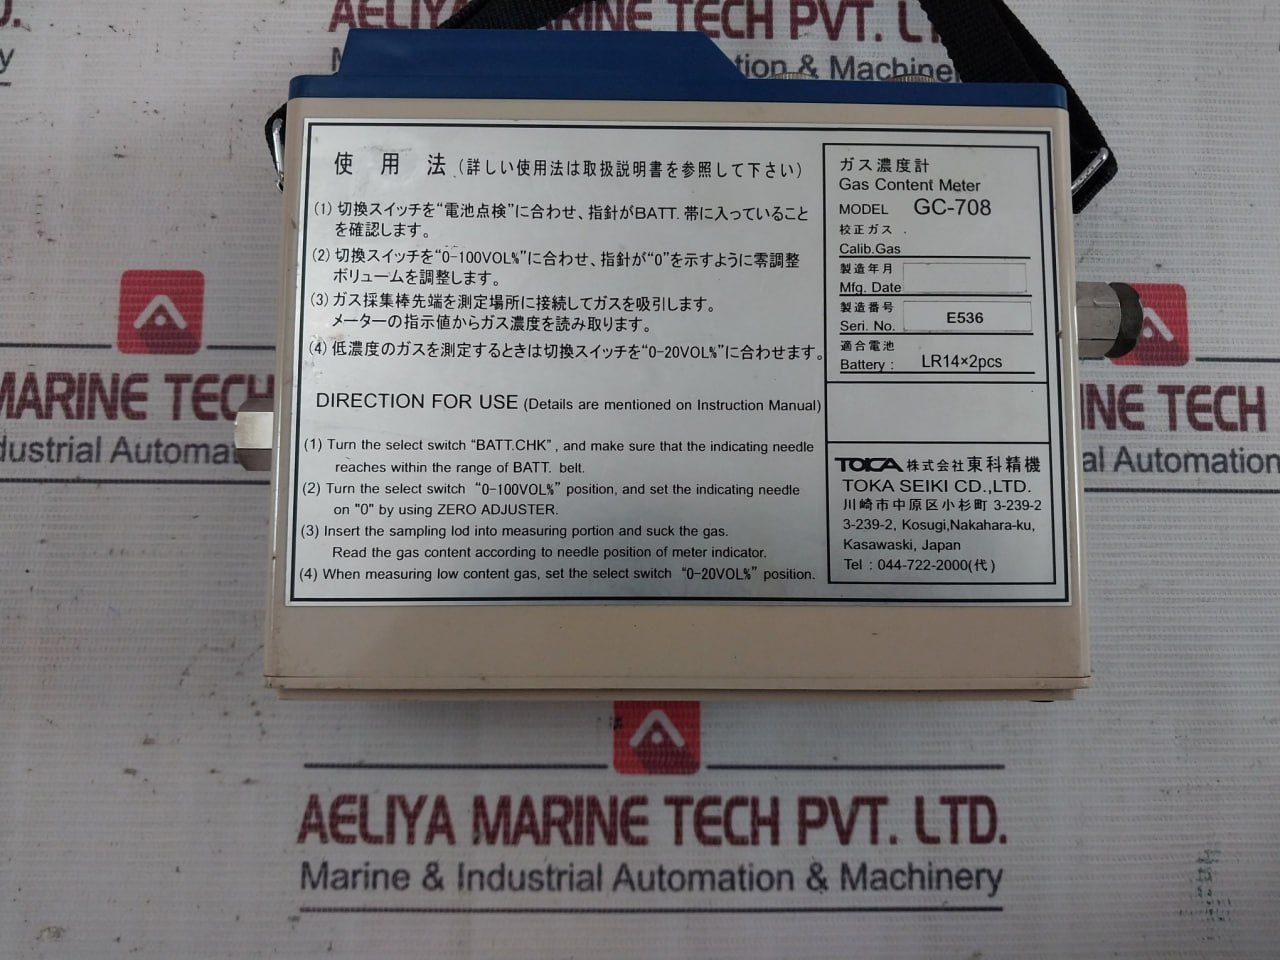 AELIYA MARINE TECH PVT. LTD.
tion & Machine
使用法 (詳しい使用法は取扱説明書を参照して下さい)
(1) 切換スイッチを“電池点検”に合わせ、指針がBATT. 帯に入っていること
を確認します。
(2) 切換スイッチを“0-100VOL%”に合わせ、指針が“0”を示すように零調整
ボリュームを調整します。
(3) ガス採集棒先端を測定場所に接続してガスを吸引します。
メーターの指示値からガス濃度を読み取ります。
(4) 低濃度のガスを測定するときは切換スイッチを“0-20VOL%”に合わせます。
DIRECTION FOR USE (Details are mentioned on Instruction Manual)
(1) Turn the select switch “BATT.CHK” , and make sure that the indicating needle
reaches within the range of BATT. belt.
(2) Turn the select switch “0-100VOL%” position, and set the indicating needle
on "0" by using ZERO ADJUSTER.
(3) Insert the sampling lod into measuring portion and suck the gas.
Read the gas content according to needle position of meter indicator.
(4) When measuring low content gas, set the select switch “0-20VOL%” position.
ガス濃度計
Gas Content Meter
MODEL GC-708
校正ガス
Calib.Gas
製造年月
Mfg. Date
製造番号
Seri. No. E536
適合電池
Battery : LR14×2pcs
TOKA 株式会社東科精機
TOKA SEIKI CD.,LTD.
川崎市中原区小杉町 3-239-2
3-239-2, Kosugi,Nakahara-ku,
Kasawaski, Japan
Tel : 044-722-2000(代)
MARINE TECH
dustrial Automa
NE TECH
al Automation
AELIYA MARINE TECH PVT. LTD.
Marine & Industrial Automation & Machinery